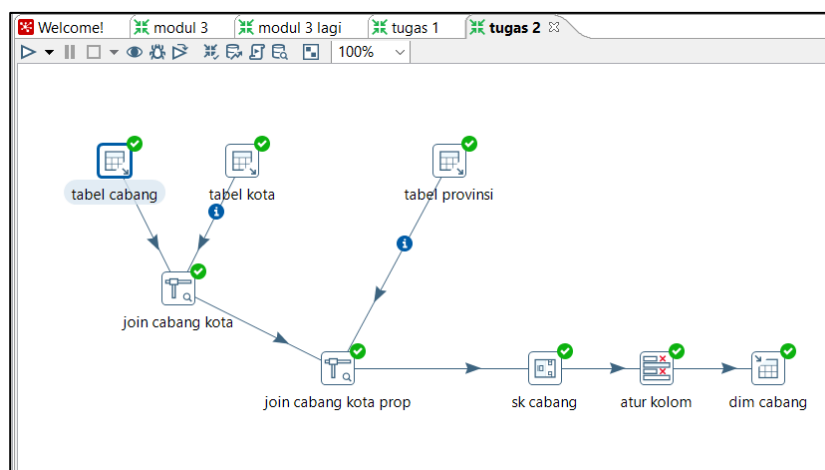 Welcome! modul 3 modul 3 lagi tugas 1 tugas 2
100%
tabel cabang tabel kota tabel provinsi
join cabang kota
join cabang kota prop sk cabang atur kolom dim cabang